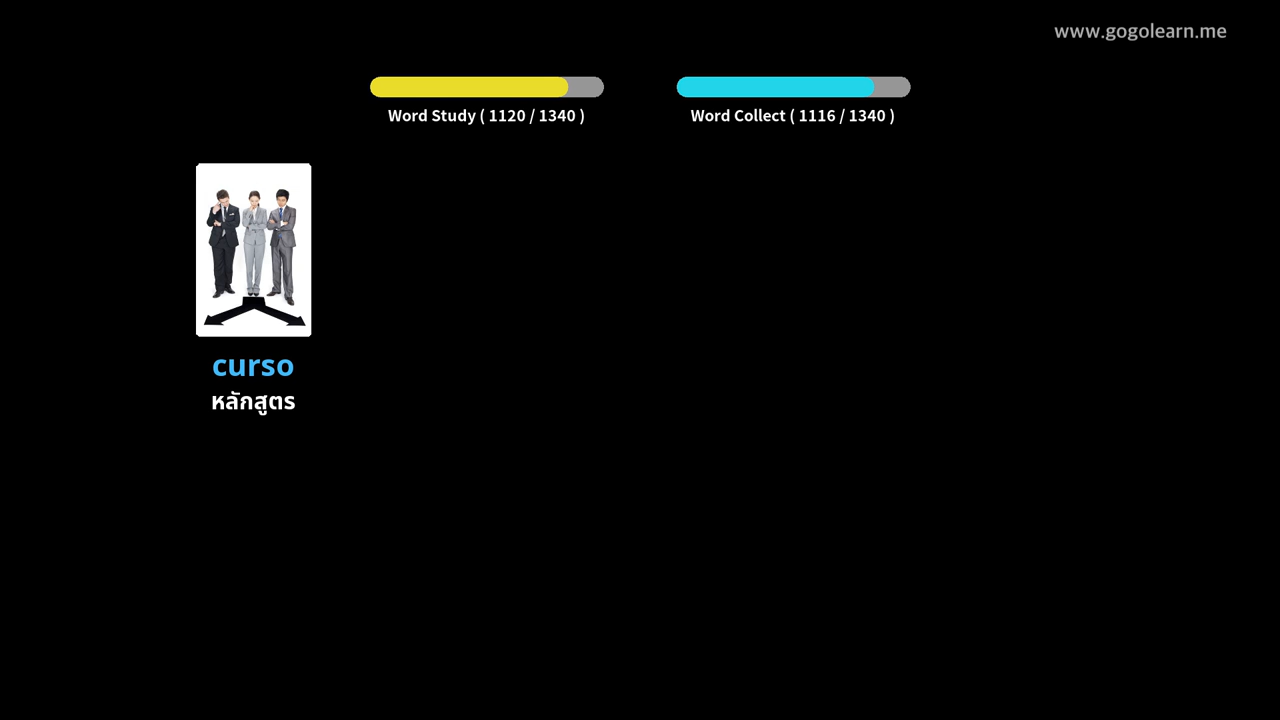 www.gogolearn.me
Word Study ( 1120 / 1340 )
Word Collect ( 1116 / 1340 )
curso
หลักสูตร